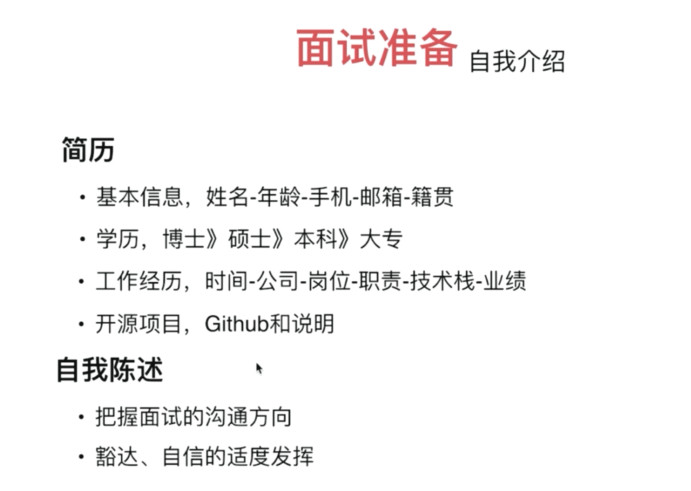 面试准备 自我介绍
简历
• 基本信息，姓名-年龄-手机-邮箱-籍贯
• 学历，博士》硕士》本科》大专
• 工作经历，时间-公司-岗位-职责-技术栈-业绩
• 开源项目，Github和说明
自我陈述
• 把握面试的沟通方向
• 豁达、自信的适度发挥